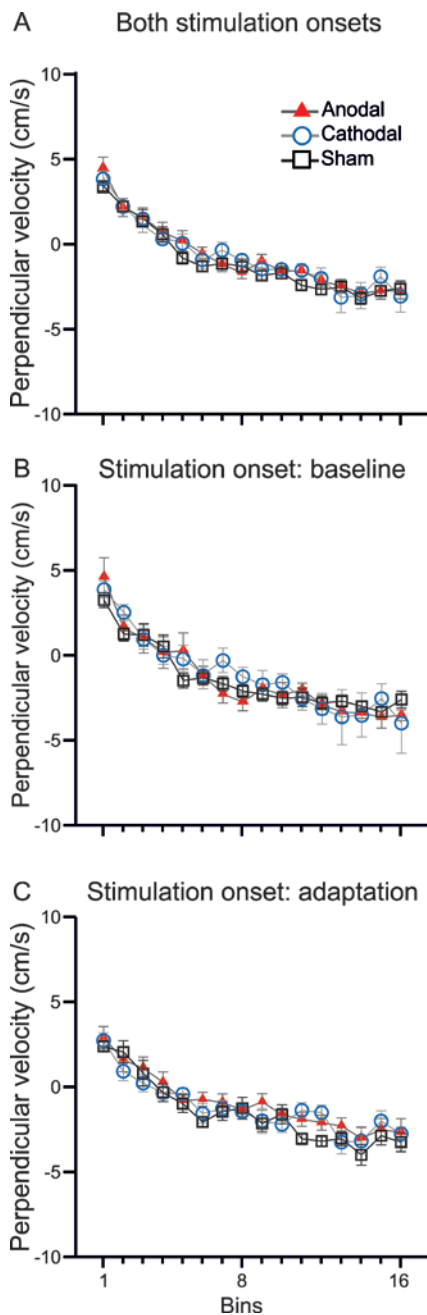 A Both stimulation onsets
10
5
0
-5
-10
Perpendicular velocity (cm/s)
Anodal
Cathodal
Sham
B Stimulation onset: baseline
10
5
0
-5
-10
Perpendicular velocity (cm/s)
C Stimulation onset: adaptation
10
5
0
-5
-10
Perpendicular velocity (cm/s)
1 8 16
Bins